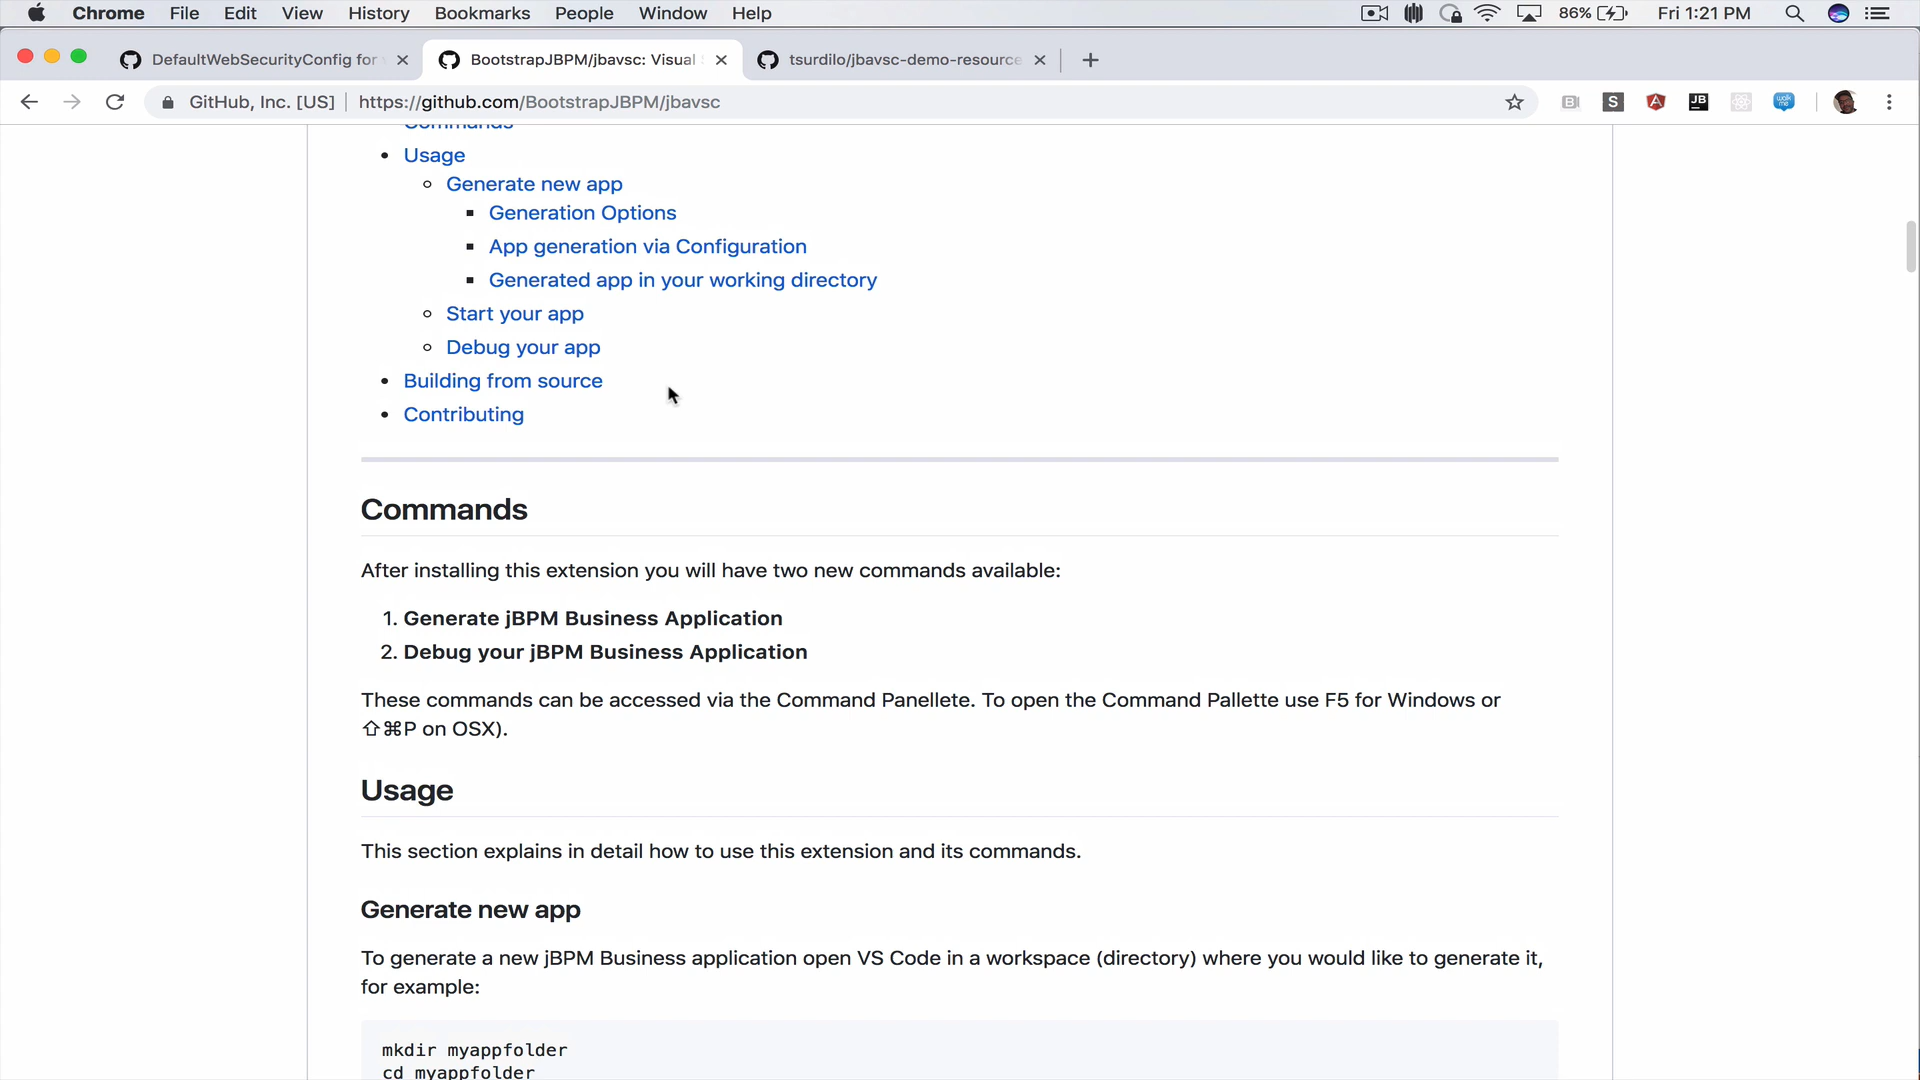 Chrome File Edit View History Bookmarks People Window Help 86% Fri 1:21 PM
DefaultWebSecurityConfig for BootstrapJBPM/jbavsc: Visual tsurdilo/jbavsc-demo-resource
GitHub, Inc. [US] https://github.com/BootstrapJBPM/jbavsc
Commands
• Usage
Generate new app
Generation Options
App generation via Configuration
Generated app in your working directory
Start your app
Debug your app
• Building from source
• Contributing
Commands
After installing this extension you will have two new commands available:
1. Generate jBPM Business Application
2. Debug your jBPM Business Application
These commands can be accessed via the Command Panellete. To open the Command Pallette use F5 for Windows or
⇧⌘P on OSX).
Usage
This section explains in detail how to use this extension and its commands.
Generate new app
To generate a new jBPM Business application open VS Code in a workspace (directory) where you would like to generate it,
for example:
mkdir myappfolder
cd myappfolder